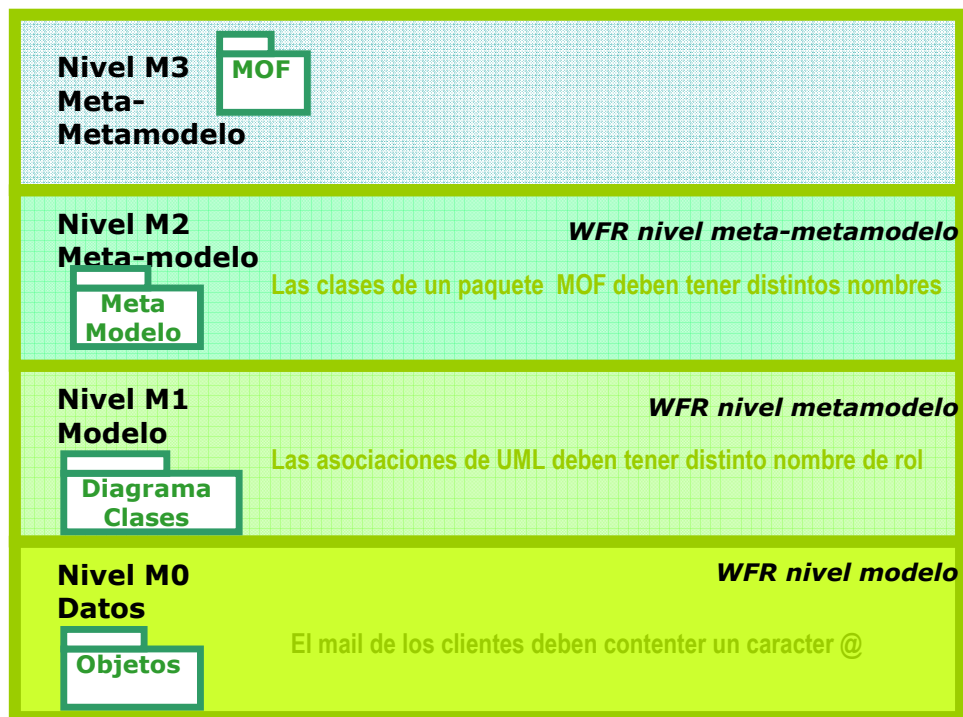 Nivel M3
Meta-
Metamodelo
MOF
Nivel M2
Meta-modelo
Meta
Modelo
WFR nivel meta-metamodelo
Las clases de un paquete MOF deben tener distintos nombres
Nivel M1
Modelo
Diagrama
Clases
WFR nivel metamodelo
Las asociaciones de UML deben tener distinto nombre de rol
Nivel M0
Datos
Objetos
WFR nivel modelo
El mail de los clientes deben contenter un caracter @